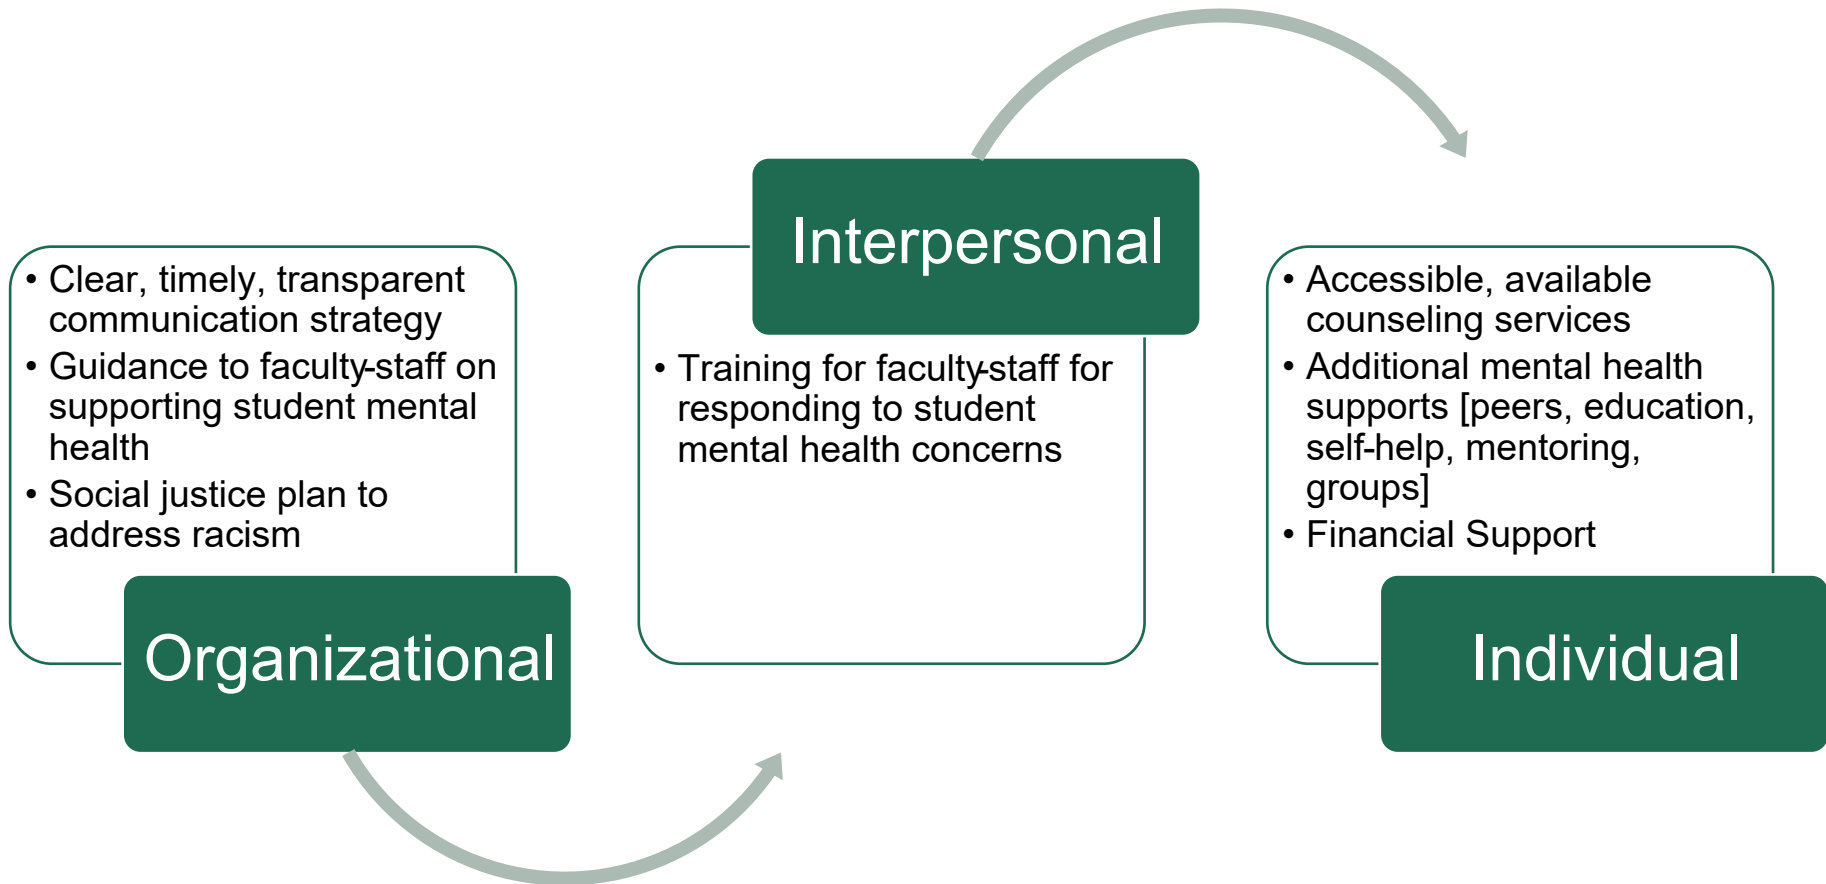 • Clear, timely, transparent
communication strategy
• Guidance to faculty-staff on
supporting student mental
health
• Social justice plan to
address racism
Organizational
Interpersonal
• Training for faculty-staff for
responding to student
mental health concerns
• Accessible, available
counseling services
• Additional mental health
supports [peers, education,
self-help, mentoring,
groups]
• Financial Support
Individual